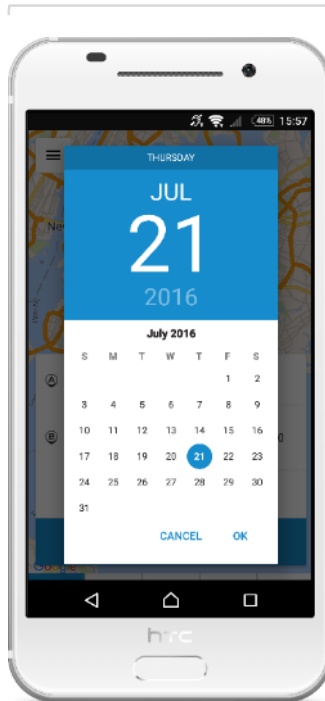 48% 15:57
THURSDAY
JUL
21
2016
July 2016
S M T W T F S
1 2
3 4 5 6 7 8 9
10 11 12 13 14 15 16
17 18 19 20 21 22 23
24 25 26 27 28 29 30
31
CANCEL OK
Google
htc